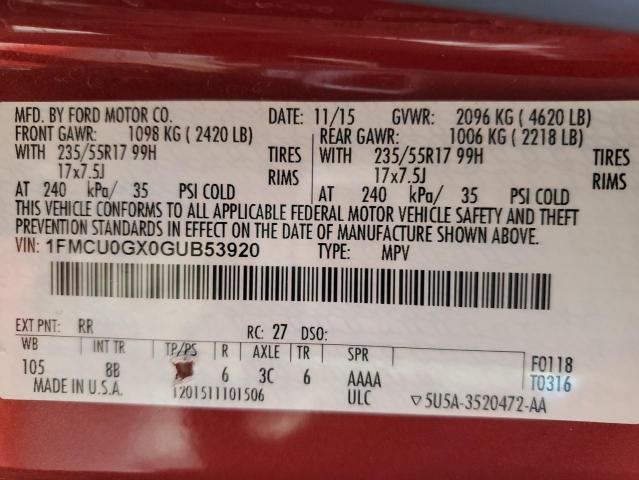 MFD. BY FORD MOTOR CO. DATE: 11/15 GVWR: 2096 KG ( 4620 LB)
FRONT GAWR: 1098 KG ( 2420 LB) REAR GAWR: 1006 KG ( 2218 LB)
WITH 235/55R17 99H TIRES WITH 235/55R17 99H TIRES
17x7.5J RIMS 17x7.5J RIMS
AT 240 kPa/ 35 PSI COLD AT 240 kPa/ 35 PSI COLD
THIS VEHICLE CONFORMS TO ALL APPLICABLE FEDERAL MOTOR VEHICLE SAFETY AND THEFT
PREVENTION STANDARDS IN EFFECT ON THE DATE OF MANUFACTURE SHOWN ABOVE.
VIN: 1FMCU0GX0GUB53920 TYPE: MPV
EXT PNT: RR RC: 27 DSO:
WB INT TR TP/PS R AXLE TR SPR F0118
105 8B 6 3C 6 AAAA T0316
MADE IN U.S.A. 1201511101506 ULC ▽5U5A-3520472-AA